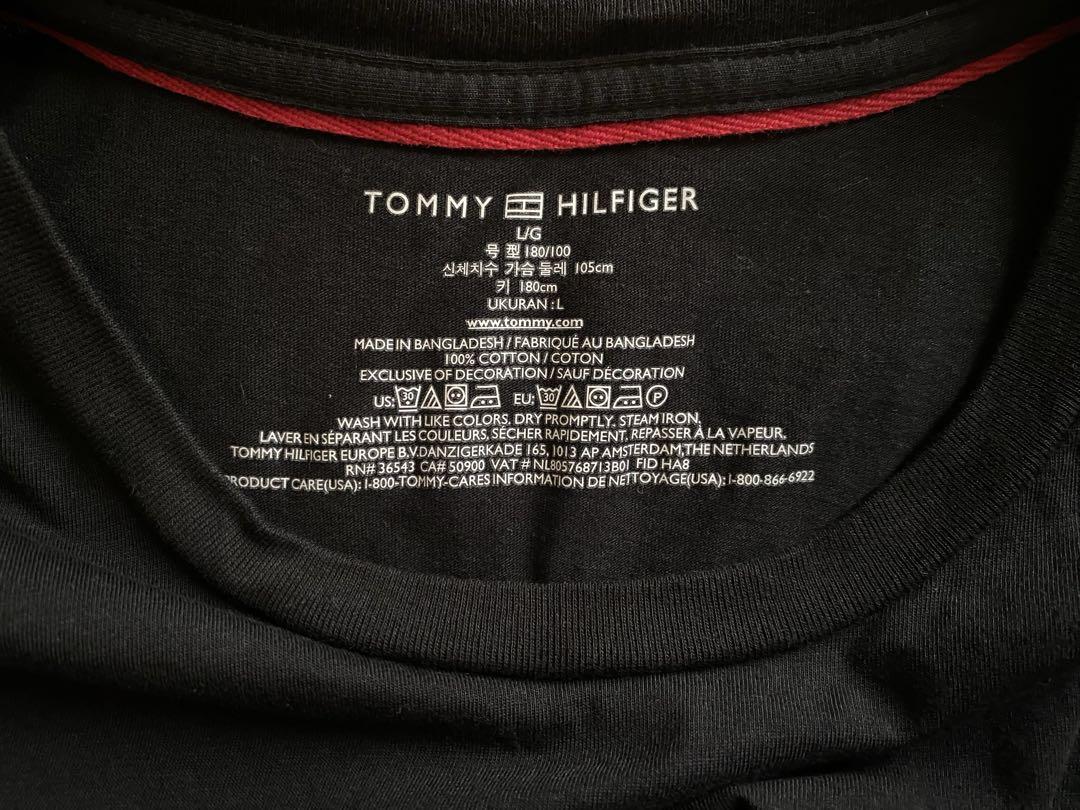 TOMMY HILFIGER
L/G
号 型 180/100
신체치수 가슴둘레 105cm
키 180cm
UKURAN : L
www.tommy.com
MADE IN BANGLADESH / FABRIQUÉ AU BANGLADESH
100% COTTON / COTON
EXCLUSIVE OF DECORATION / SAUF DÉCORATION
US: 30 EU: 30 P
WASH WITH LIKE COLORS. DRY PROMPTLY. STEAM IRON.
LAVER EN SÉPARANT LES COULEURS. SÉCHER RAPIDEMENT. REPASSER À LA VAPEUR.
TOMMY HILFIGER EUROPE B.V.DANZIGERKADE 165, 1013 AP AMSTERDAM,THE NETHERLANDS
RN# 36543 CA# 50900 VAT # NL805768713B01 FID HA8
PRODUCT CARE(USA): 1-800-TOMMY-CARES INFORMATION DE NETTOYAGE(USA): 1-800-866-6922